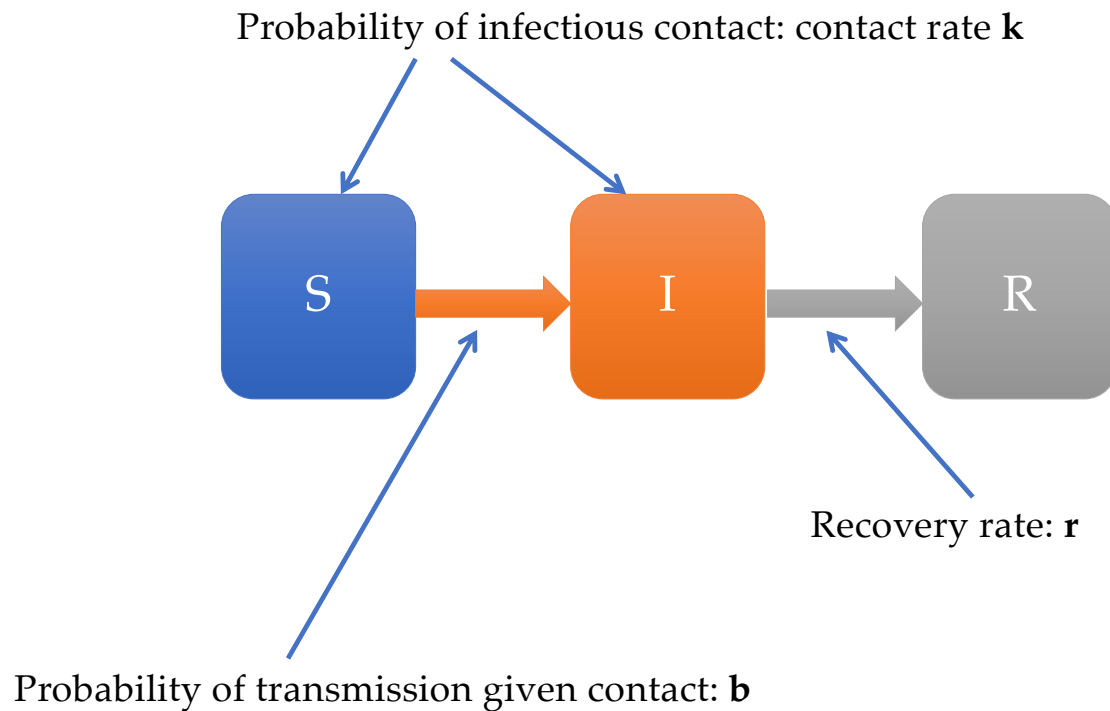 Probability of infectious contact: contact rate k
S
I
R
Recovery rate: r
Probability of transmission given contact: b